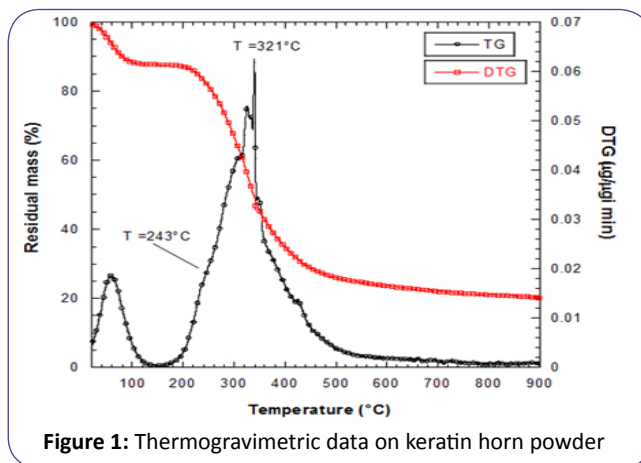 T =321°C
TG
DTG
T =243°C
Residual mass (%)
100
80
60
40
20
0
DTG (µg/µgi min)
0.07
0.06
0.05
0.04
0.03
0.02
0.01
0
100 200 300 400 500 600 700 800 900
Temperature (°C)
Figure 1: Thermogravimetric data on keratin horn powder